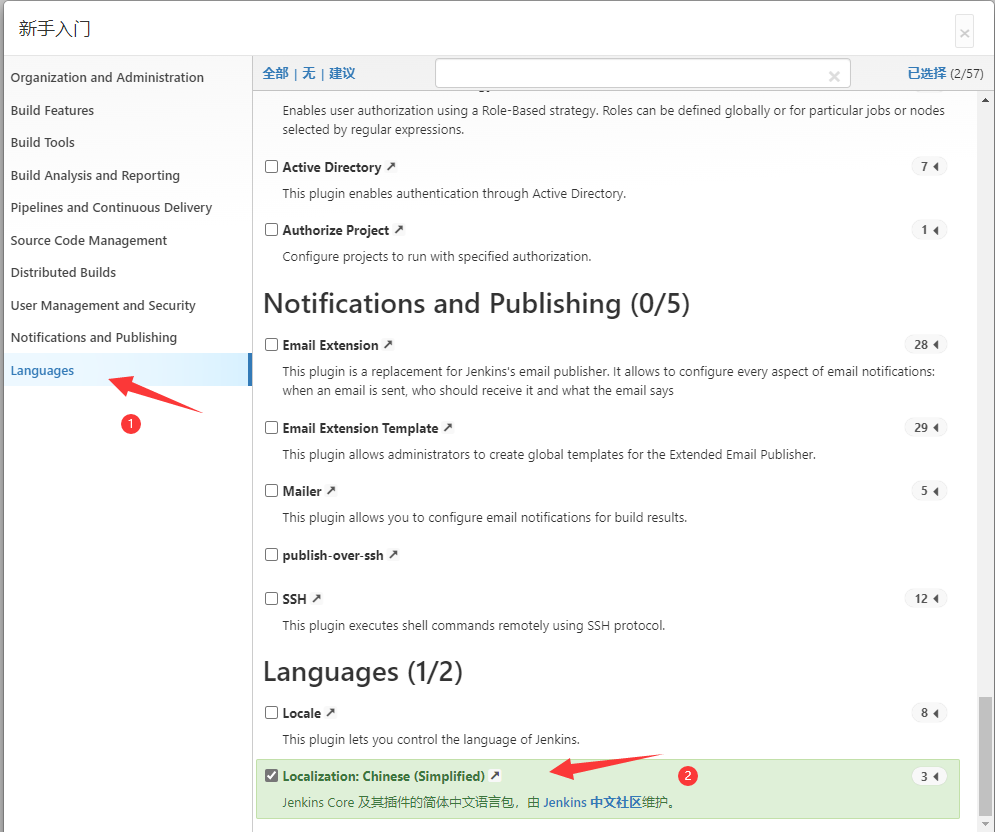 新手入门
Organization and Administration
Build Features
Build Tools
Build Analysis and Reporting
Pipelines and Continuous Delivery
Source Code Management
Distributed Builds
User Management and Security
Notifications and Publishing
Languages
1
全部 | 无 | 建议
已选择 (2/57)
Enables user authorization using a Role-Based strategy. Roles can be defined globally or for particular jobs or nodes
selected by regular expressions.
Active Directory 7
This plugin enables authentication through Active Directory.
Authorize Project 1
Configure projects to run with specified authorization.
Notifications and Publishing (0/5)
Email Extension 28
This plugin is a replacement for Jenkins's email publisher. It allows to configure every aspect of email notifications:
when an email is sent, who should receive it and what the email says
Email Extension Template 29
This plugin allows administrators to create global templates for the Extended Email Publisher.
Mailer 5
This plugin allows you to configure email notifications for build results.
publish-over-ssh
SSH 12
This plugin executes shell commands remotely using SSH protocol.
Languages (1/2)
Locale 8
This plugin lets you control the language of Jenkins.
Localization: Chinese (Simplified) 2 3
Jenkins Core 及其插件的简体中文语言包，由 Jenkins 中文社区维护。